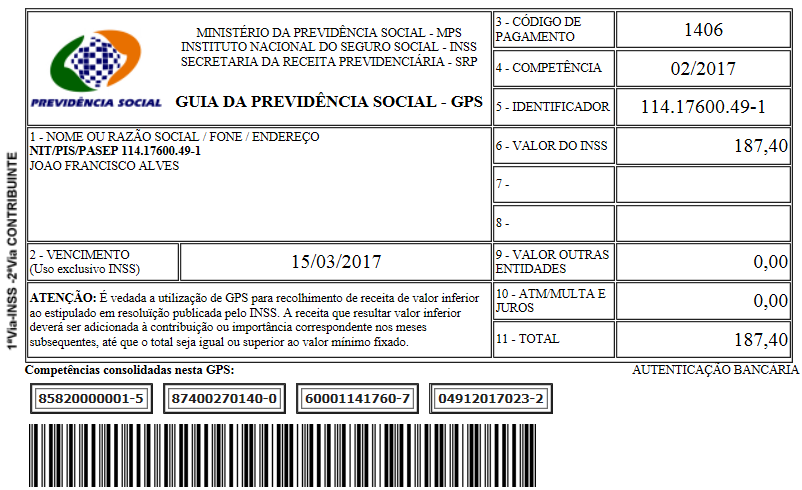 MINISTÉRIO DA PREVIDÊNCIA SOCIAL - MPS
INSTITUTO NACIONAL DO SEGURO SOCIAL - INSS
SECRETARIA DA RECEITA PREVIDENCIÁRIA - SRP
PREVIDÊNCIA SOCIAL
GUIA DA PREVIDÊNCIA SOCIAL - GPS
3 - CÓDIGO DE
PAGAMENTO
1406
4 - COMPETÊNCIA
02/2017
5 - IDENTIFICADOR
114.17600.49-1
1 - NOME OU RAZÃO SOCIAL / FONE / ENDEREÇO
NIT/PIS/PASEP 114.17600.49-1
JOAO FRANCISCO ALVES
6 - VALOR DO INSS
187,40
7 -
8 -
2 - VENCIMENTO
(Uso exclusivo INSS)
15/03/2017
9 - VALOR OUTRAS
ENTIDADES
0,00
ATENÇÃO: É vedada a utilização de GPS para recolhimento de receita de valor inferior
ao estipulado em resoluïção publicada pelo INSS. A receita que resultar valor inferior
deverá ser adicionada à contribuição ou importância correspondente nos meses
subsequentes, até que o total seja igual ou superior ao valor mínimo fixado.
10 - ATM/MULTA E
JUROS
0,00
11 - TOTAL
187,40
1ªVia-INSS -2ªVia CONTRIBUINTE
Competências consolidadas nesta GPS:
AUTENTICAÇÃO BANCÁRIA
85820000001-5
87400270140-0
60001141760-7
04912017023-2